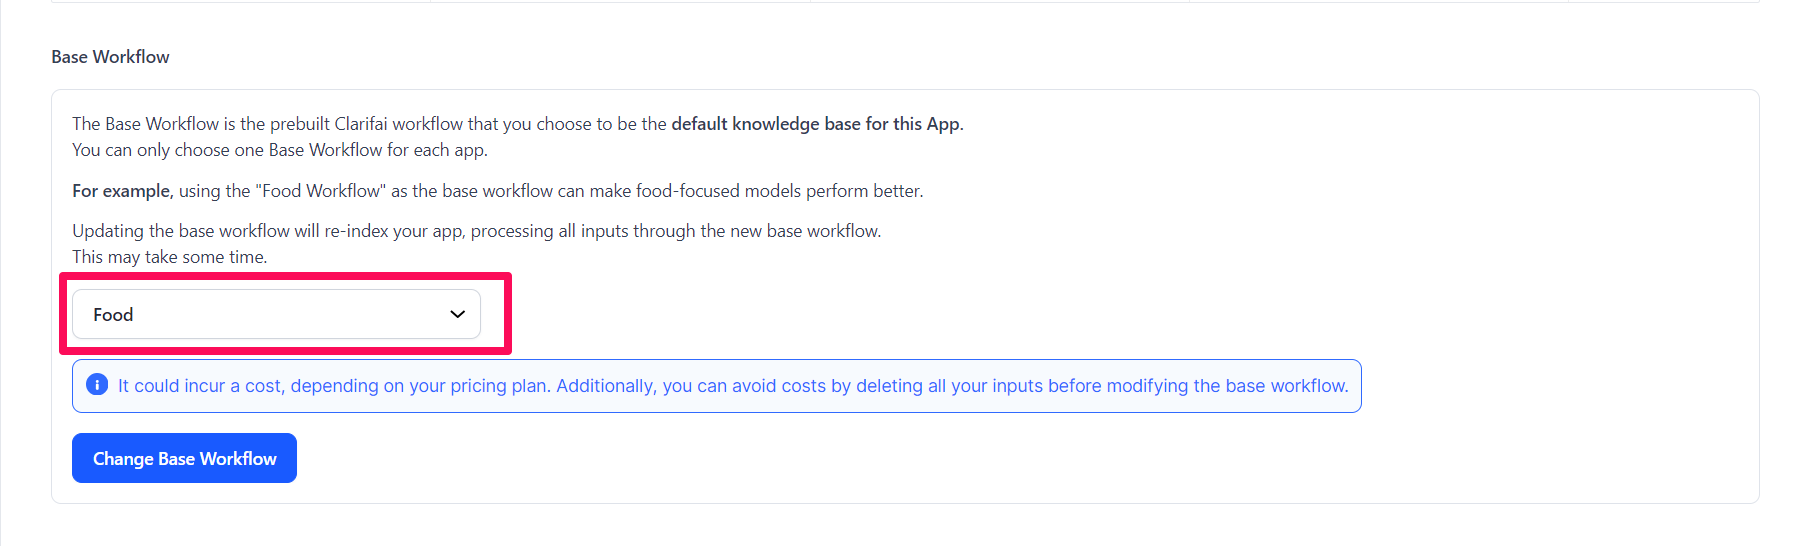 Base Workflow
The Base Workflow is the prebuilt Clarifai workflow that you choose to be the default knowledge base for this App.
You can only choose one Base Workflow for each app.
For example, using the "Food Workflow" as the base workflow can make food-focused models perform better.
Updating the base workflow will re-index your app, processing all inputs through the new base workflow.
This may take some time.
Food
It could incur a cost, depending on your pricing plan. Additionally, you can avoid costs by deleting all your inputs before modifying the base workflow.
Change Base Workflow